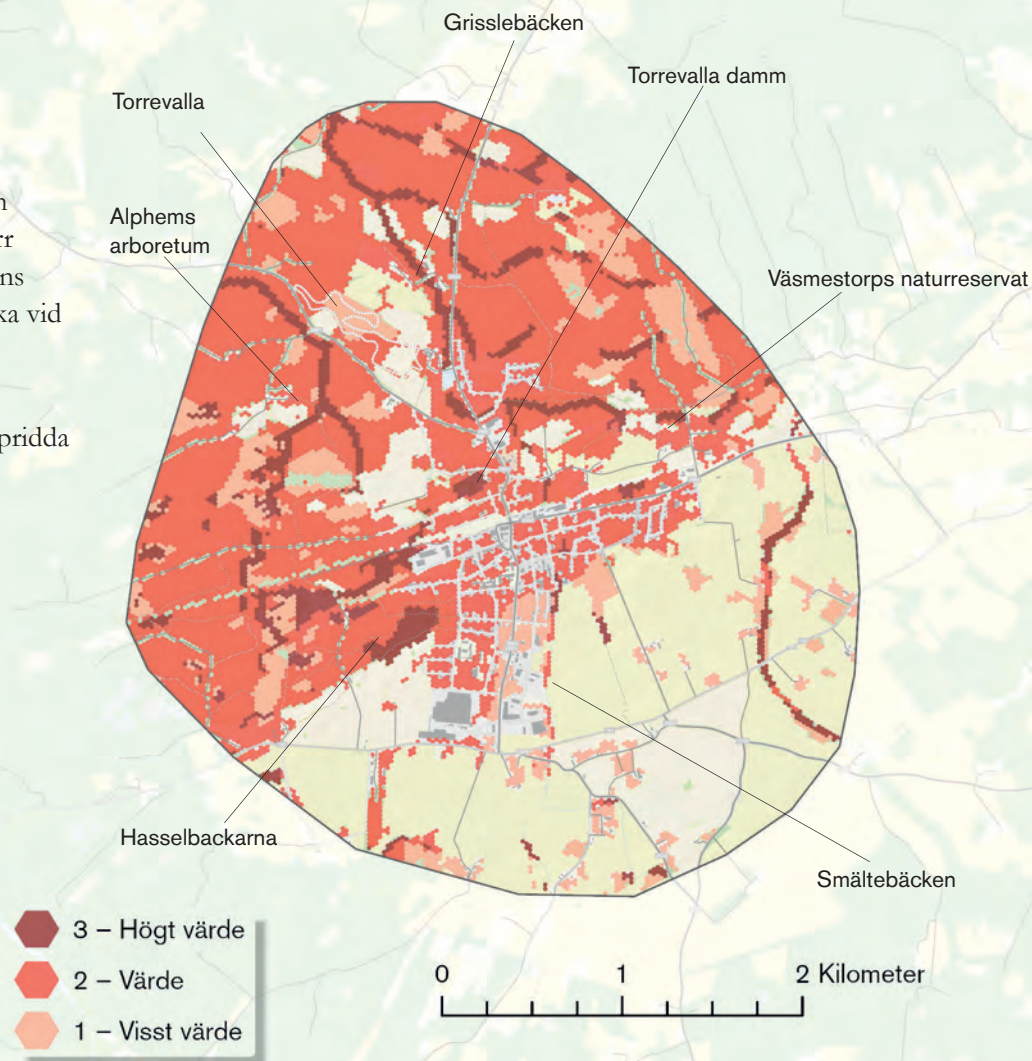 Grisslebäcken
Torrevalla damm
Torrevalla
Alphems
arboretum
Väsmestorps naturreservat
ka vid
Hasselbackarna
Smältebäcken
3 – Högt värde
2 – Värde
1 – Visst värde
0 1 2 Kilometer